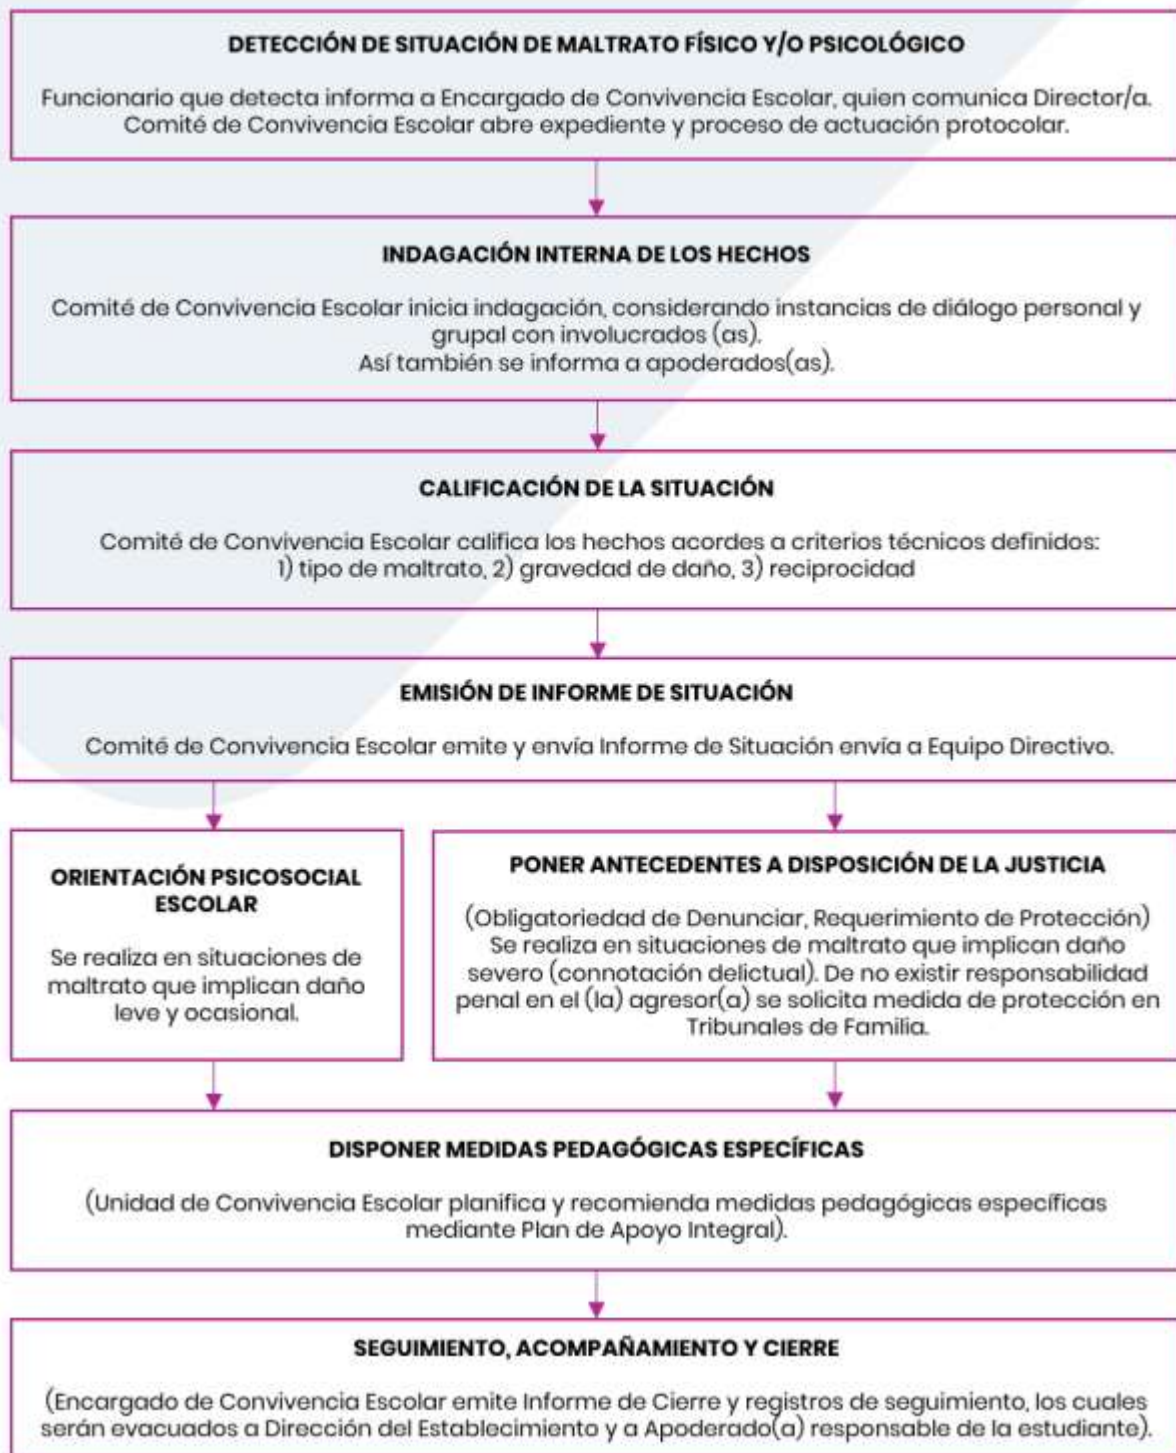 DETECCIÓN DE SITUACIÓN DE MALTRATO FÍSICO Y/O PSICOLÓGICO
Funcionario que detecta informa a Encargado de Convivencia Escolar, quien comunica Director/a.
Comité de Convivencia Escolar abre expediente y proceso de actuación protocolar.
INDAGACIÓN INTERNA DE LOS HECHOS
Comité de Convivencia Escolar inicia indagación, considerando instancias de diálogo personal y
grupal con involucrados (as).
Así también se informa a apoderados(as).
CALIFICACIÓN DE LA SITUACIÓN
Comité de Convivencia Escolar califica los hechos acordes a criterios técnicos definidos:
1) tipo de maltrato, 2) gravedad de daño, 3) reciprocidad
EMISIÓN DE INFORME DE SITUACIÓN
Comité de Convivencia Escolar emite y envía Informe de Situación envía a Equipo Directivo.
ORIENTACIÓN PSICOSOCIAL
ESCOLAR
Se realiza en situaciones de
maltrato que implican daño
leve y ocasional.
PONER ANTECEDENTES A DISPOSICIÓN DE LA JUSTICIA
(Obligatoriedad de Denunciar, Requerimiento de Protección)
Se realiza en situaciones de maltrato que implican daño
severo (connotación delictual). De no existir responsabilidad
penal en el (la) agresor(a) se solicita medida de protección en
Tribunales de Familia.
DISPONER MEDIDAS PEDAGÓGICAS ESPECÍFICAS
(Unidad de Convivencia Escolar planifica y recomienda medidas pedagógicas específicas
mediante Plan de Apoyo Integral).
SEGUIMIENTO, ACOMPAÑAMIENTO Y CIERRE
(Encargado de Convivencia Escolar emite Informe de Cierre y registros de seguimiento, los cuales
serán evacuados a Dirección del Establecimiento y a Apoderado(a) responsable de la estudiante).